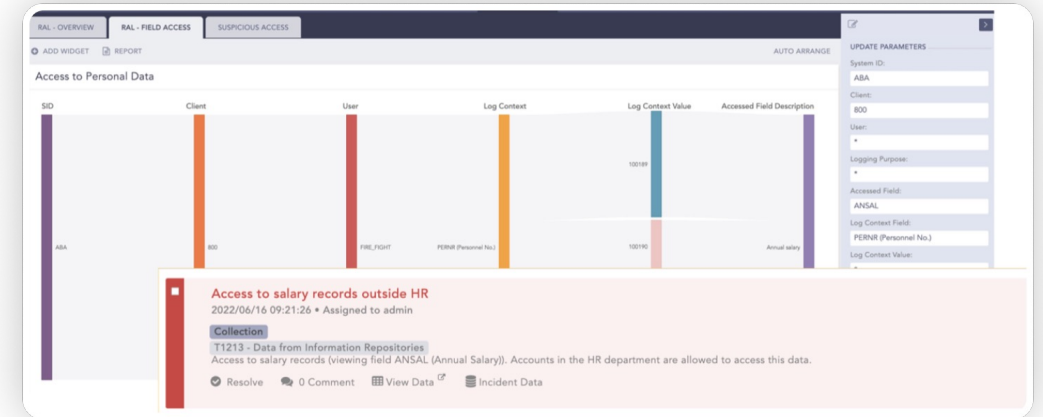 RAL - OVERVIEW
RAL - FIELD ACCESS
SUSPICIOUS ACCESS
ADD WIDGET
REPORT
AUTO ARRANGE
Access to Personal Data
SID
Client
User
Log Context
Log Context Value
Accessed Field Description
100189
ABA
800
FIRE_FIGHT
PERNR (Personnel No.)
100190
Annual salary
UPDATE PARAMETERS
System ID:
ABA
Client:
800
User:
*
Logging Purpose:
*
Accessed Field:
ANSAL
Log Context Field:
PERNR (Personnel No.)
Log Context Value:
Access to salary records outside HR
2022/06/16 09:21:26 • Assigned to admin
Collection
T1213 - Data from Information Repositories
Access to salary records (viewing field ANSAL (Annual Salary)). Accounts in the HR department are allowed to access this data.
Resolve
0 Comment
View Data
Incident Data